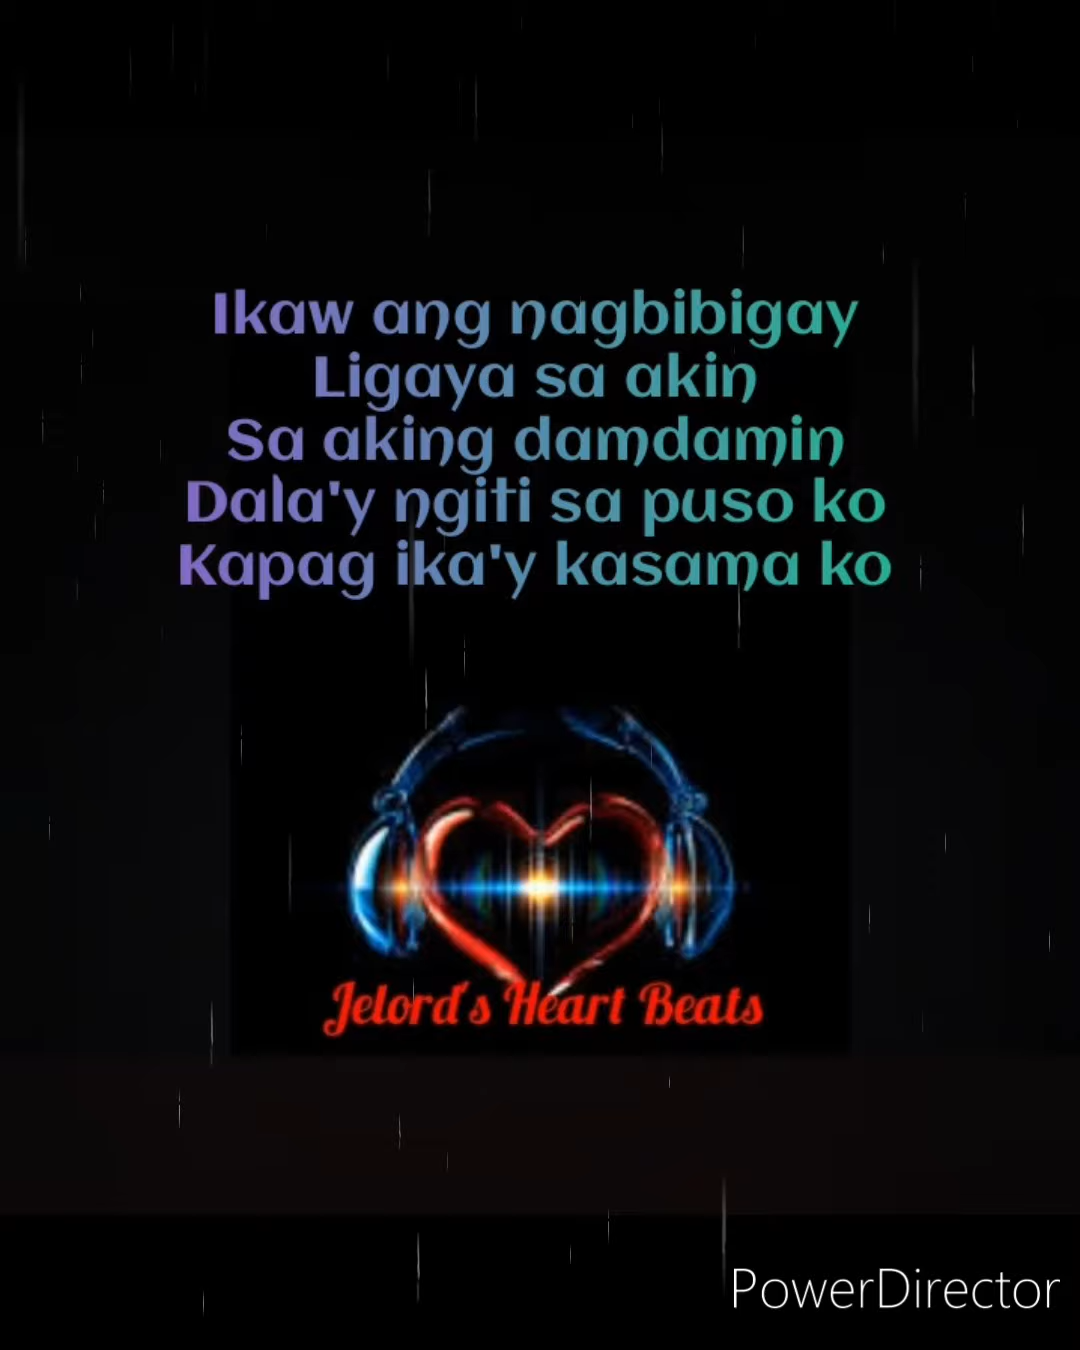 Ikaw ang nagbibigay
Ligaya sa akin
Sa aking damdamin
Dala'y ngiti sa puso ko
Kapag ika'y kasama ko
Jelord's Heart Beats
PowerDirector